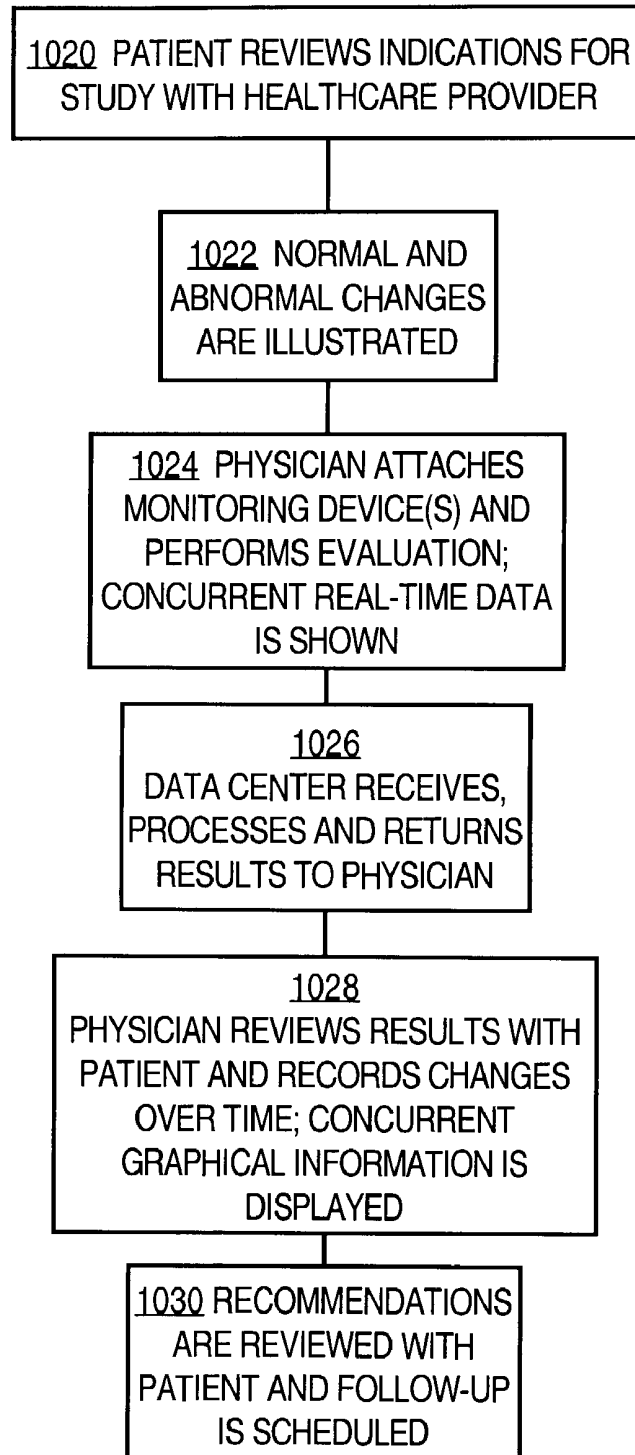 1020 PATIENT REVIEWS INDICATIONS FOR
STUDY WITH HEALTHCARE PROVIDER
1022 NORMAL AND
ABNORMAL CHANGES
ARE ILLUSTRATED
1024 PHYSICIAN ATTACHES
MONITORING DEVICE(S) AND
PERFORMS EVALUATION;
CONCURRENT REAL-TIME DATA
IS SHOWN
1026
DATA CENTER RECEIVES,
PROCESSES AND RETURNS
RESULTS TO PHYSICIAN
1028
PHYSICIAN REVIEWS RESULTS WITH
PATIENT AND RECORDS CHANGES
OVER TIME; CONCURRENT
GRAPHICAL INFORMATION IS
DISPLAYED
1030 RECOMMENDATIONS
ARE REVIEWED WITH
PATIENT AND FOLLOW-UP
IS SCHEDULED